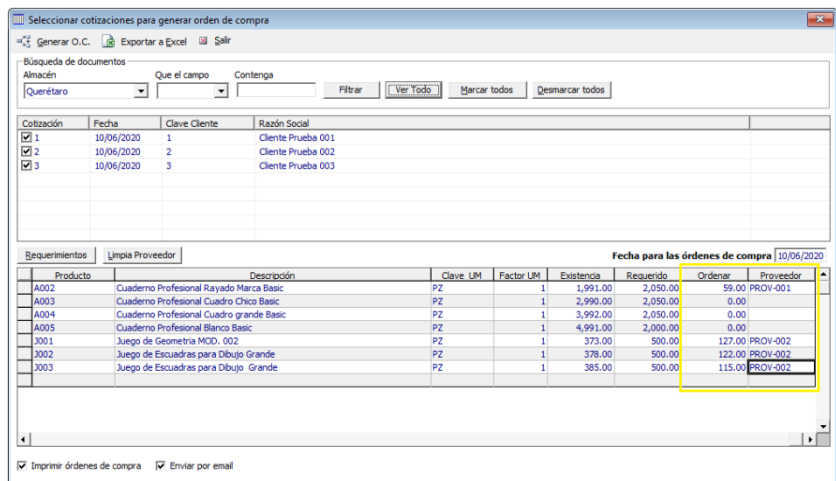 Seleccionar cotizaciones para generar orden de compra
Generar O.C. Exportar a Excel Salir
Búsqueda de documentos
Almacén Que el campo Contenga
Querétaro Filtrar Ver Todo Marcar todos Desmarcar todos
Cotización Fecha Clave Cliente Razón Social
1 10/06/2020 1 Cliente Prueba 001
2 10/06/2020 2 Cliente Prueba 002
3 10/06/2020 3 Cliente Prueba 003
Requerimientos Limpia Proveedor Fecha para las órdenes de compra 10/06/2020
Producto Descripción Clave UM Factor UM Existencia Requerido Ordenar Proveedor
A002 Cuaderno Profesional Rayado Marca Basic PZ 1 1,991.00 2,050.00 59.00 PROV-001
A003 Cuaderno Profesional Cuadro Chico Basic PZ 1 2,990.00 2,050.00 0.00
A004 Cuaderno Profesional Cuadro grande Basic PZ 1 3,992.00 2,050.00 0.00
A005 Cuaderno Profesional Blanco Basic PZ 1 4,991.00 2,000.00 0.00
J001 Juego de Geometria MOD. 002 PZ 1 373.00 500.00 127.00 PROV-002
J002 Juego de Escuadras para Dibujo Grande PZ 1 378.00 500.00 122.00 PROV-002
J003 Juego de Escuadras para Dibujo Grande PZ 1 385.00 500.00 115.00 PROV-002
Imprimir órdenes de compra Enviar por email